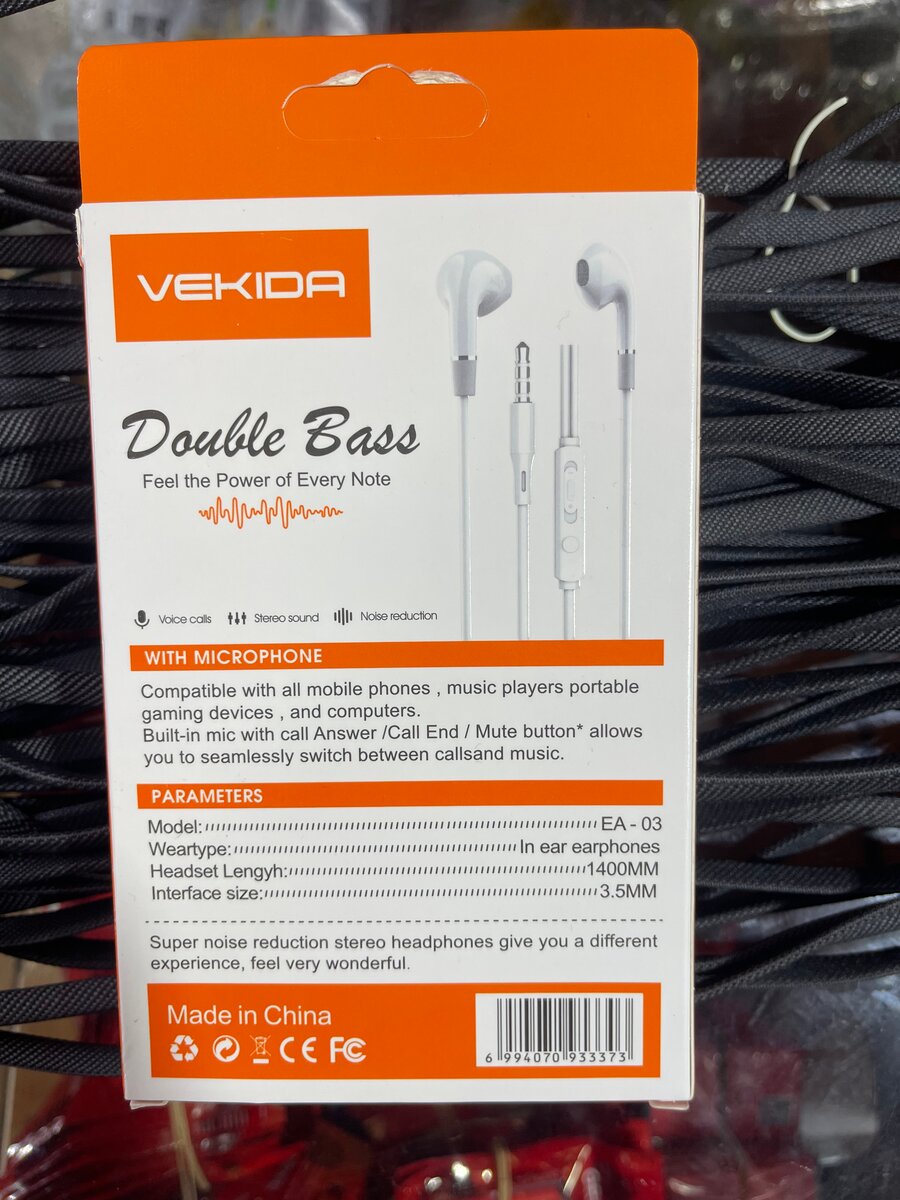 VEKIDA
Double Bass
Feel the Power of Every Note
Voice calls Stereo sound Noise reduction
WITH MICROPHONE
Compatible with all mobile phones , music players portable
gaming devices , and computers.
Built-in mic with call Answer /Call End / Mute button* allows
you to seamlessly switch between callsand music.
PARAMETERS
Model: EA - 03
Weartype: In ear earphones
Headset Lengyh: 1400MM
Interface size: 3.5MM
Super noise reduction stereo headphones give you a different
experience, feel very wonderful.
Made in China
CE FC
6 994070 933373